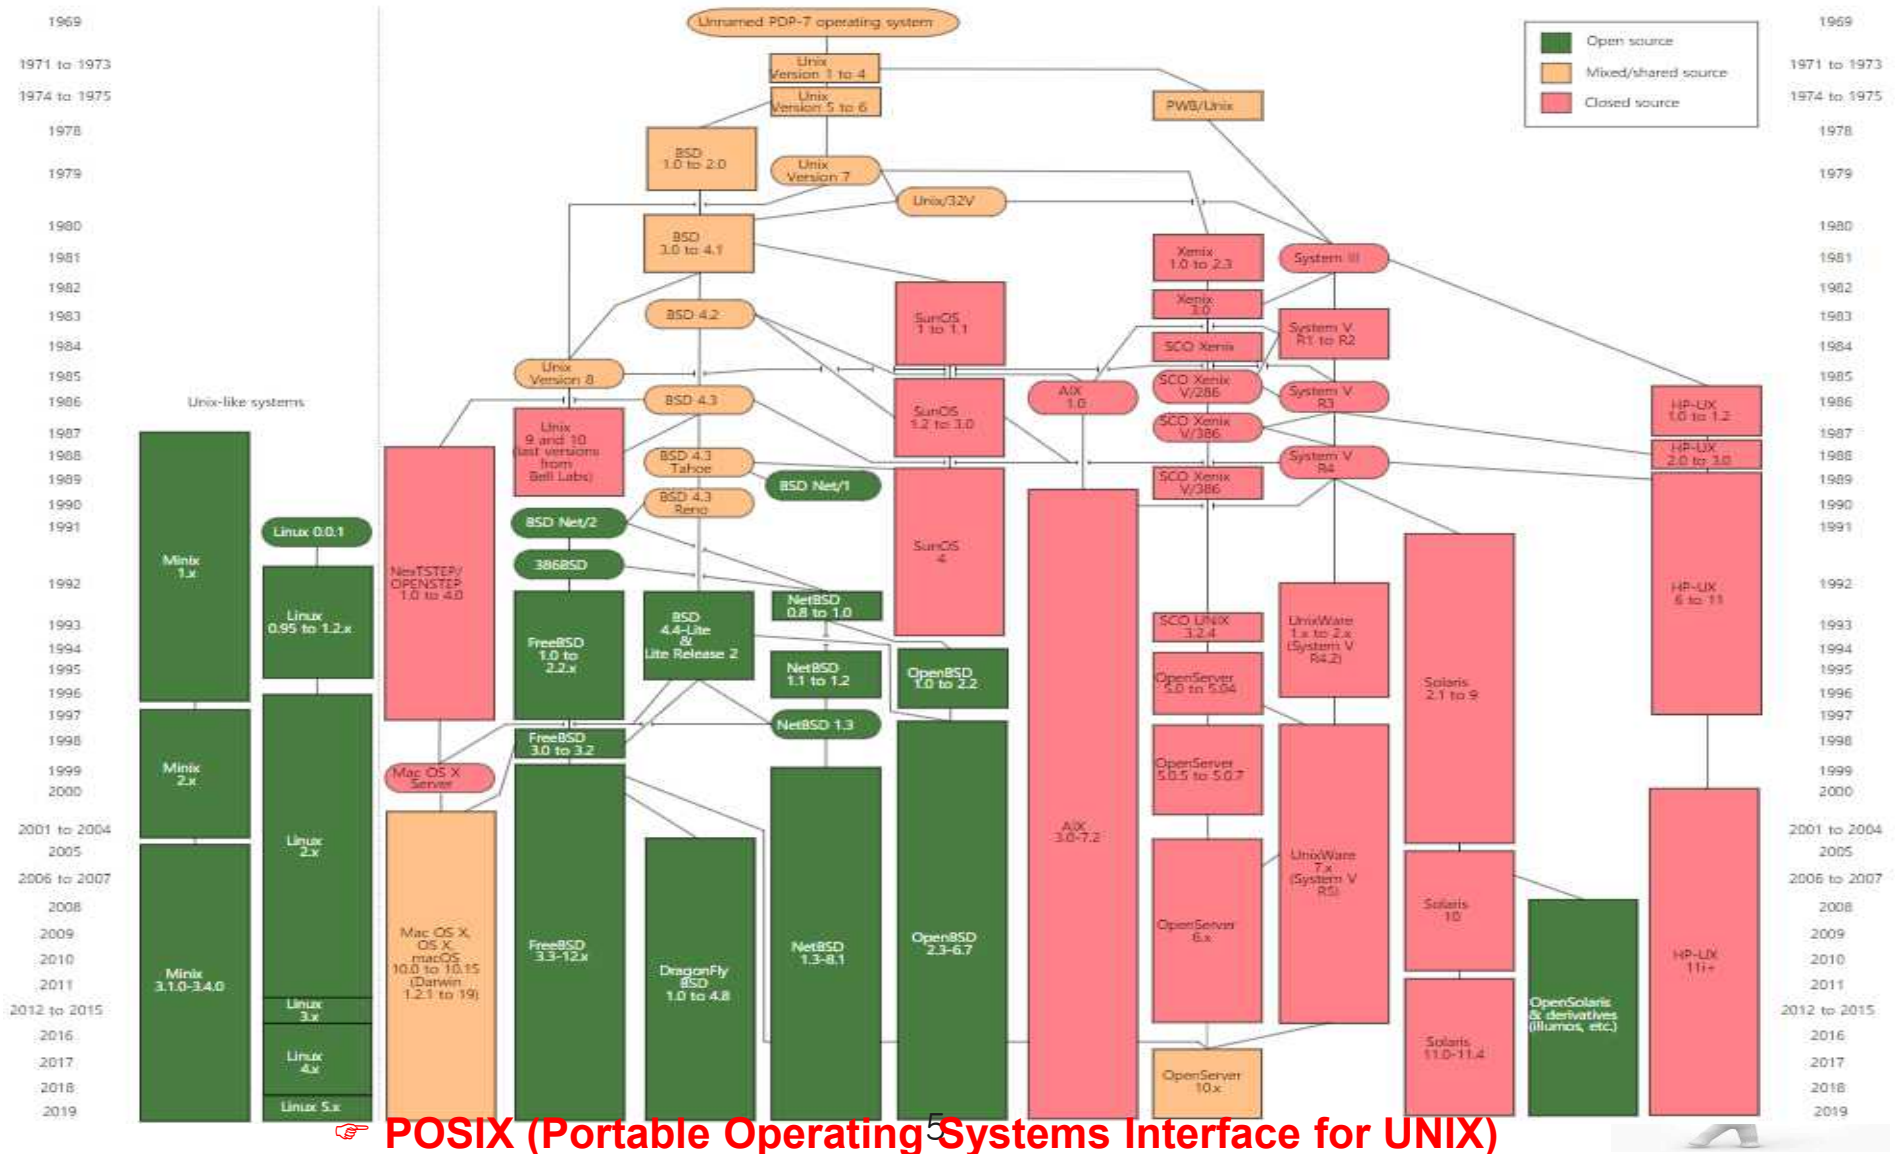 1969
1971 to 1973
1974 to 1975
1978
1979
1980
1981
1982
1983
1984
1985
1986
1987
1988
1989
1990
1991
1992
1993
1994
1995
1996
1997
1998
1999
2000
2001 to 2004
2005
2006 to 2007
2008
2009
2010
2011
2012 to 2015
2016
2017
2018
2019
Unix-like systems
Minix
1.x
Minix
2.x
Minix
3.1.0-3.4.0
Linux 0.0.1
Linux
0.95 to 1.2.x
Linux
2.x
Linux
3.x
Linux
4.x
Linux 5.x
NexTSTEP/
OPENSTEP
1.0 to 4.0
Mac OS X
Server
Mac OS X,
OS X,
macOS
10.0 to 10.15
(Darwin
1.2.1 to 19)
Unnamed PDP-7 operating system
Unix
Version 1 to 4
Unix
Version 5 to 6
PWB/Unix
BSD
1.0 to 2.0
Unix
Version 7
Unix/32V
BSD
3.0 to 4.1
BSD 4.2
Unix
Version 8
BSD 4.3
Unix
9 and 10
(last versions
from
Bell Labs)
BSD 4.3
Tahoe
BSD Net/1
BSD 4.3
Reno
BSD Net/2
386BSD
FreeBSD
1.0 to
2.2.x
BSD
4.4-Lite
&
Lite Release 2
NetBSD
0.8 to 1.0
NetBSD
1.1 to 1.2
NetBSD 1.3
OpenBSD
1.0 to 2.2
FreeBSD
3.0 to 3.2
FreeBSD
3.3-12.x
DragonFly
BSD
1.0 to 4.8
NetBSD
1.3-8.1
OpenBSD
2.3-6.7
SunOS
1 to 1.1
SunOS
1.2 to 3.0
SunOS
4
AIX
1.0
AIX
3.0-7.2
Xenix
1.0 to 2.3
Xenix
3.0
SCO Xenix
SCO Xenix
V/286
SCO Xenix
V/386
SCO Xenix
V/386
SCO UNIX
3.2.4
OpenServer
5.0 to 5.04
OpenServer
5.0.5 to 5.0.7
OpenServer
6.x
OpenServer
10.x
System III
System V
R1 to R2
System V
R3
System V
R4
UnixWare
1.x to 2.x
(System V
R4.2)
UnixWare
7.x
(System V
R5)
Solaris
2.1 to 9
Solaris
10
Solaris
11.0-11.4
OpenSolaris
& derivatives
(illumos, etc.)
HP-UX
1.0 to 1.2
HP-UX
2.0 to 3.0
HP-UX
6 to 11
HP-UX
11i+
Open source
Mixed/shared source
Closed source
1969
1971 to 1973
1974 to 1975
1978
1979
1980
1981
1982
1983
1984
1985
1986
1987
1988
1989
1990
1991
1992
1993
1994
1995
1996
1997
1998
1999
2000
2001 to 2004
2005
2006 to 2007
2008
2009
2010
2011
2012 to 2015
2016
2017
2018
2019
☞ POSIX (Portable Operating Systems Interface for UNIX)
5